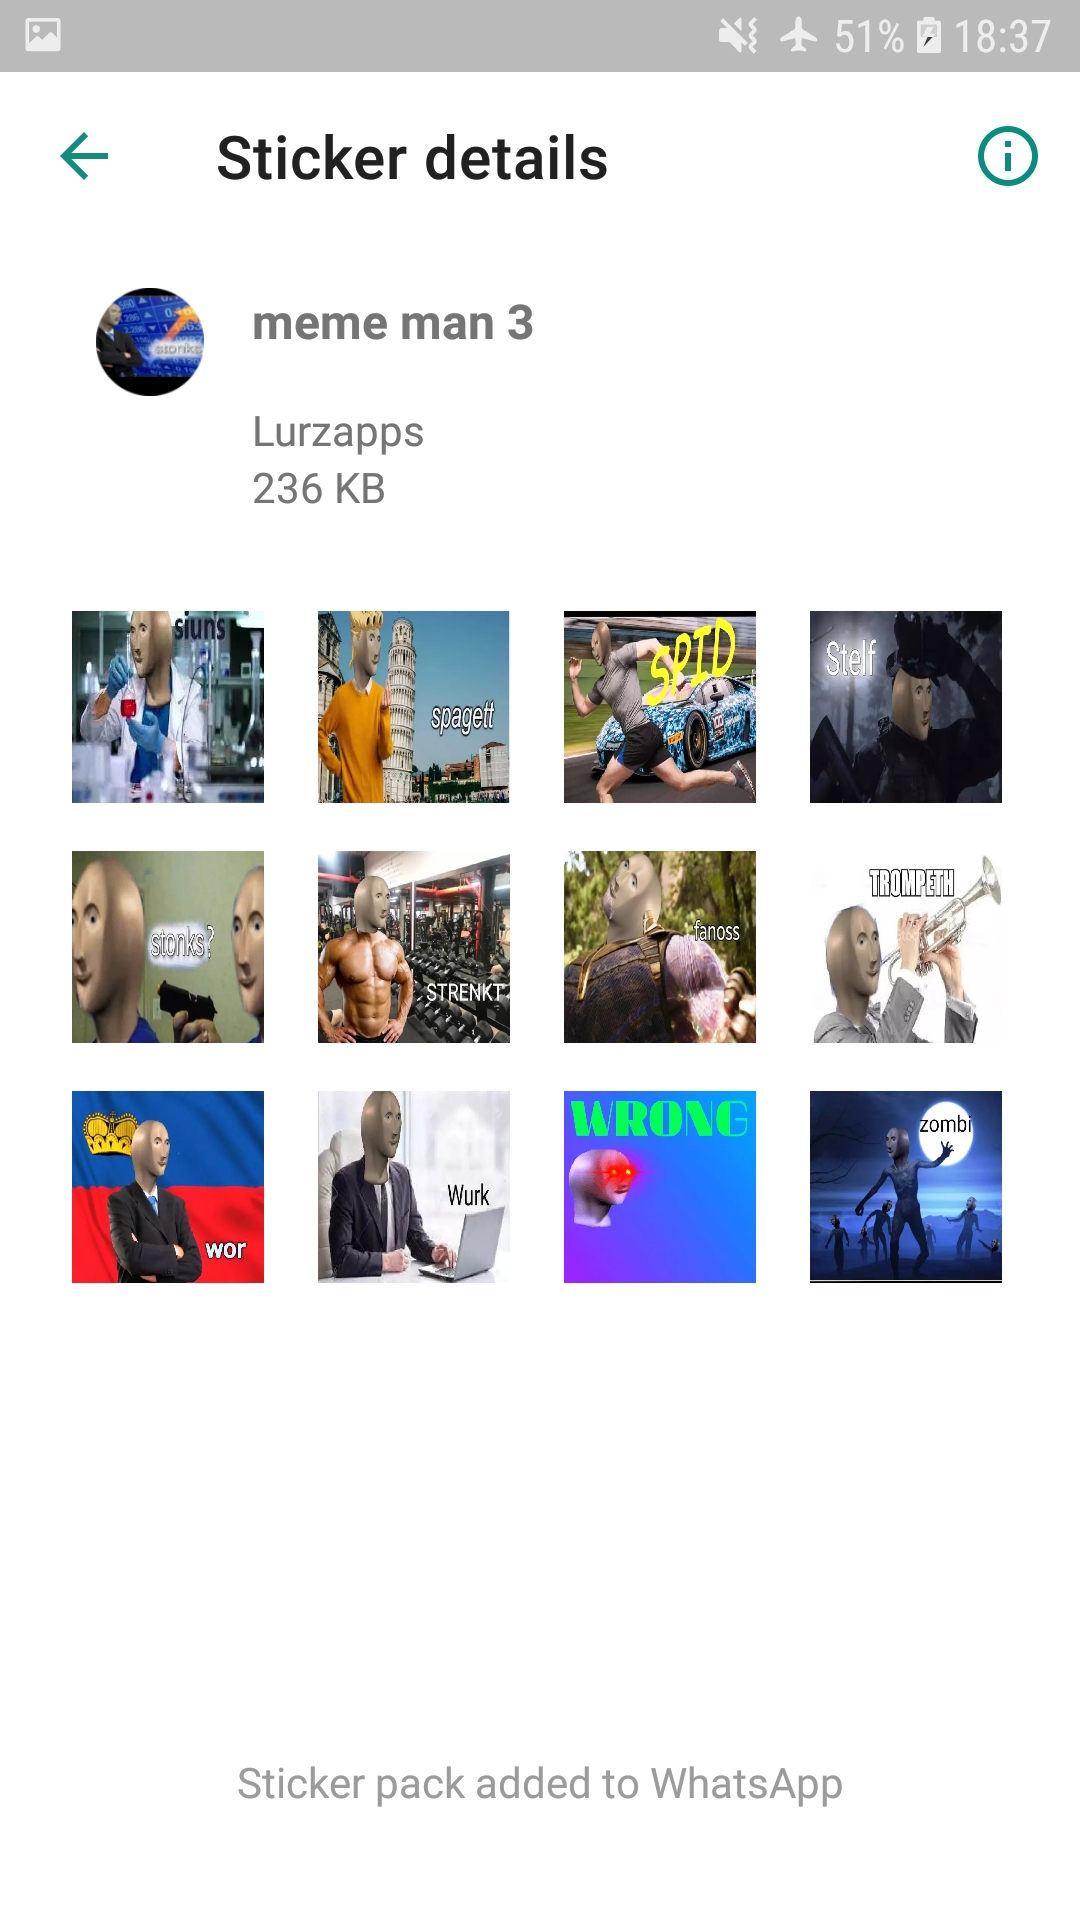 51% 18:37
Sticker details
stonks
meme man 3
Lurzapps
236 KB
siuns
spagett
SPID
Stelf
stonks?
STRENKT
fanoss
TROMPETH
wor
Wurk
WRONG
zombi
Sticker pack added to WhatsApp